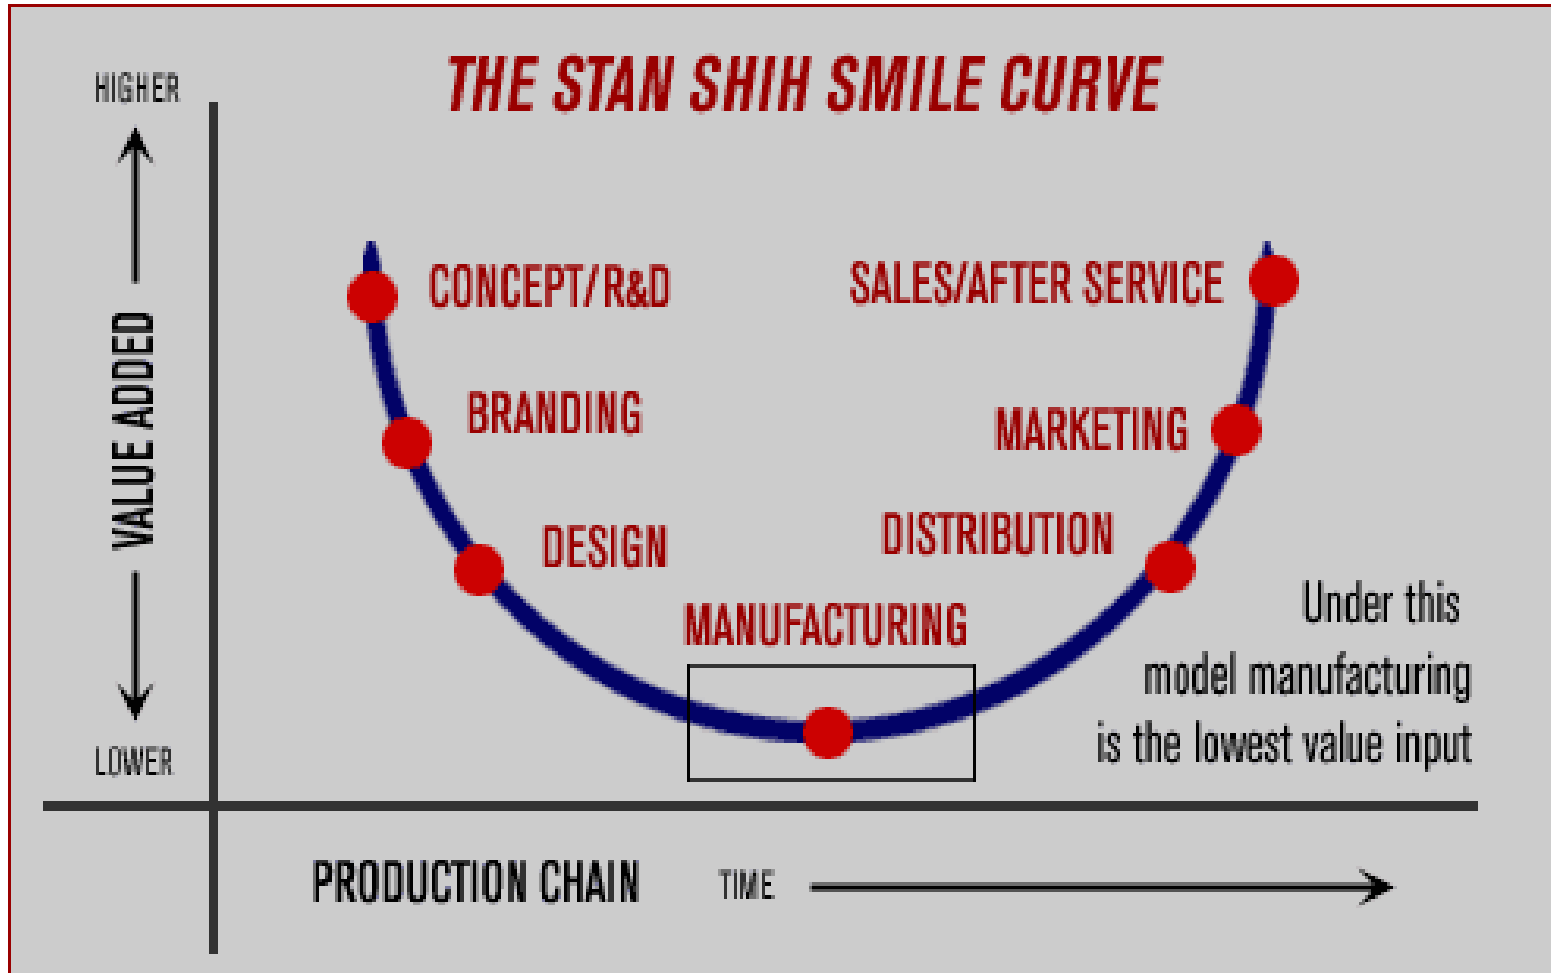 THE STAN SHIH SMILE CURVE
HIGHER
VALUE ADDED
LOWER
CONCEPT/R&D
BRANDING
DESIGN
MANUFACTURING
SALES/AFTER SERVICE
MARKETING
DISTRIBUTION
Under this
model manufacturing
is the lowest value input
PRODUCTION CHAIN
TIME